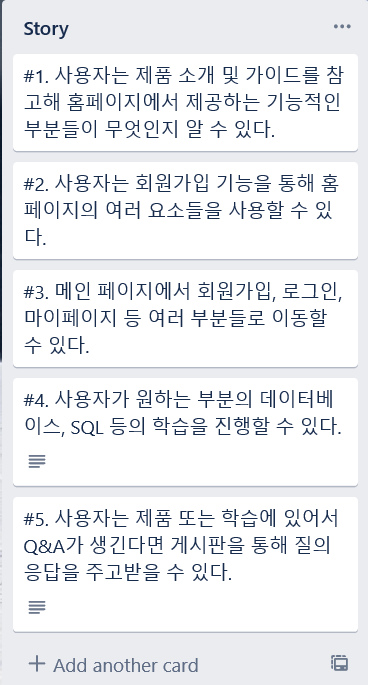 Story
#1. 사용자는 제품 소개 및 가이드를 참
고해 홈페이지에서 제공하는 기능적인
부분들이 무엇인지 알 수 있다.
#2. 사용자는 회원가입 기능을 통해 홈
페이지의 여러 요소들을 사용할 수 있
다.
#3. 메인 페이지에서 회원가입, 로그인,
마이페이지 등 여러 부분들로 이동할
수 있다.
#4. 사용자가 원하는 부분의 데이터베
이스, SQL 등의 학습을 진행할 수 있다.
#5. 사용자는 제품 또는 학습에 있어서
Q&A가 생긴다면 게시판을 통해 질의
응답을 주고받을 수 있다.
Add another card